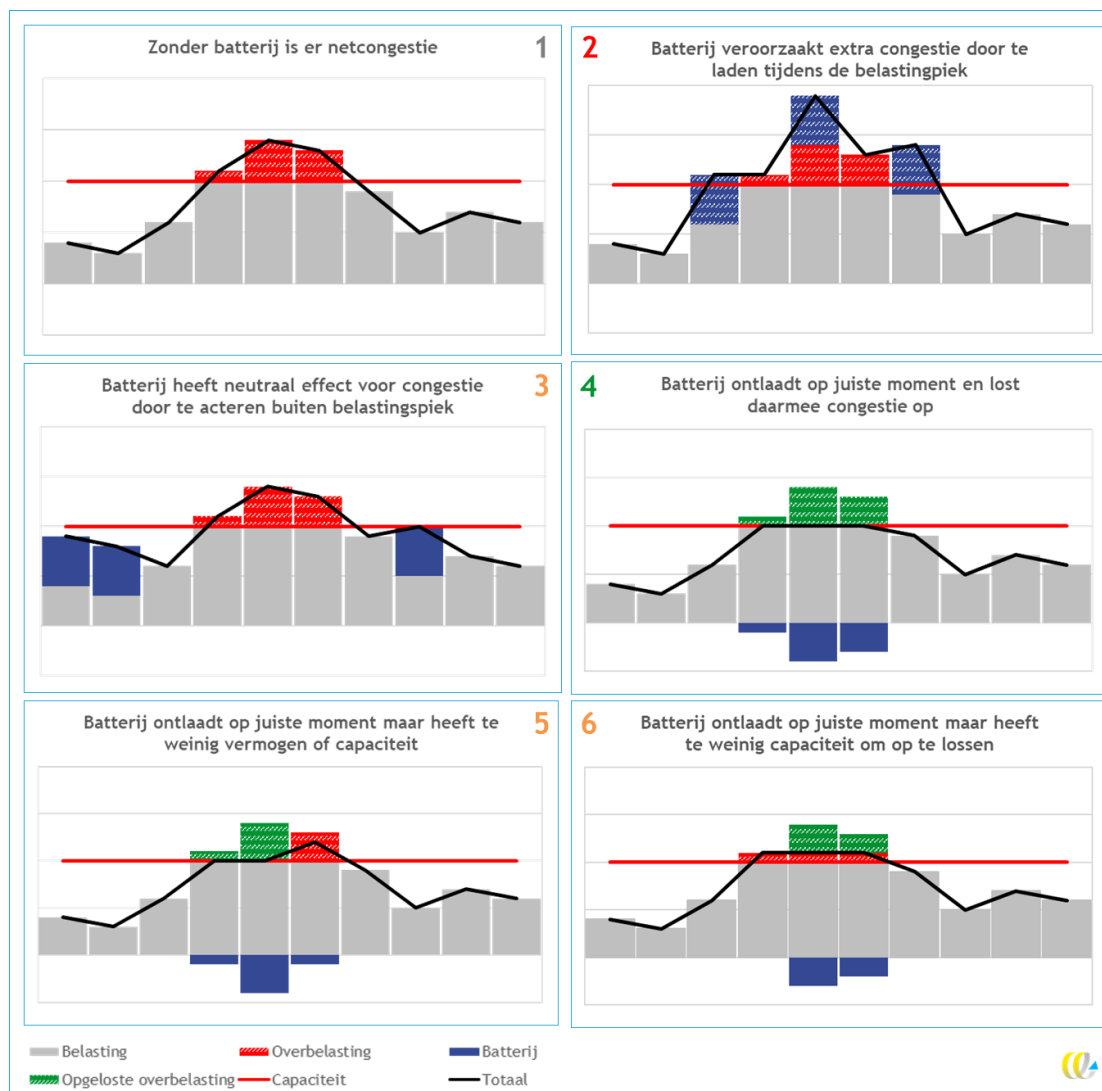 Zonder batterij is er netcongestie
1
2
Batterij veroorzaakt extra congestie door te
laden tijdens de belastingpiek
Batterij heeft neutraal effect voor congestie
door te acteren buiten belastingspiek
3
4
Batterij ontlaadt op juiste moment en lost
daarmee congestie op
Batterij ontlaadt op juiste moment maar heeft te
weinig vermogen of capaciteit
5
6
Batterij ontlaadt op juiste moment maar heeft
te weinig capaciteit om op te lossen
Belasting
Overbelasting
Batterij
Opgeloste overbelasting
Capaciteit
Totaal